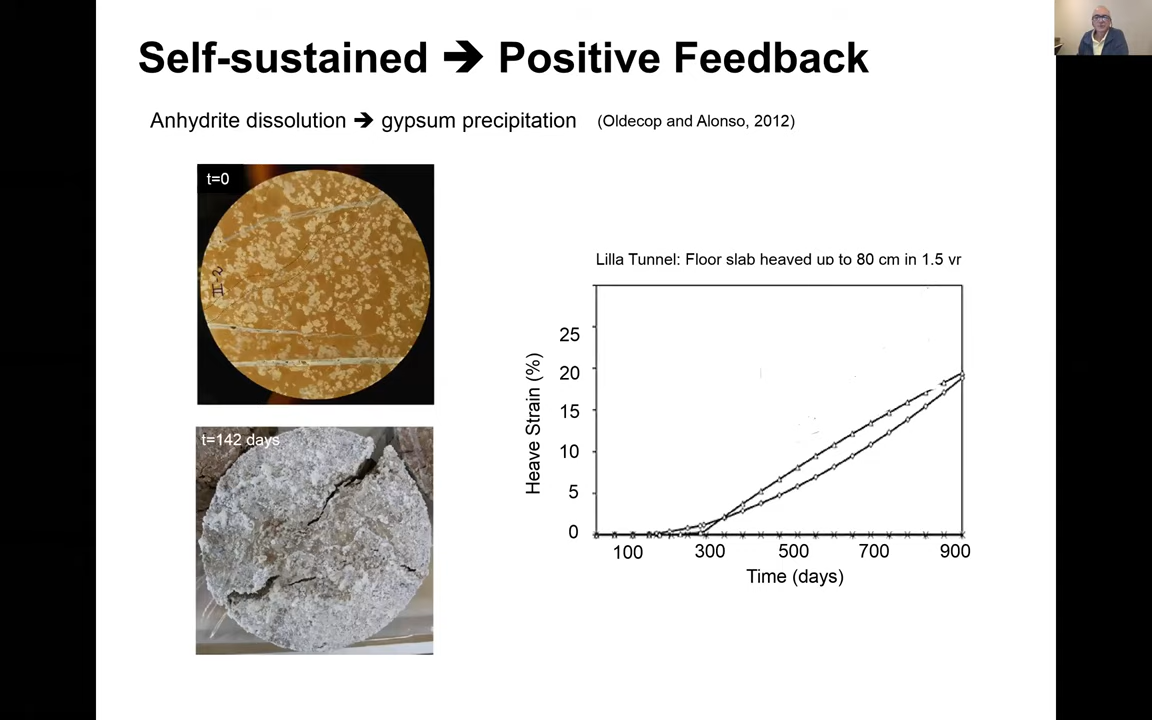 Self-sustained ➔ Positive Feedback
Anhydrite dissolution ➔ gypsum precipitation (Oldecop and Alonso, 2012)
t=0
II-2
t=142 days
Lilla Tunnel: Floor slab heaved up to 80 cm in 1.5 yr
Heave Strain (%)
25
20
15
10
5
0
100 300 500 700 900
Time (days)